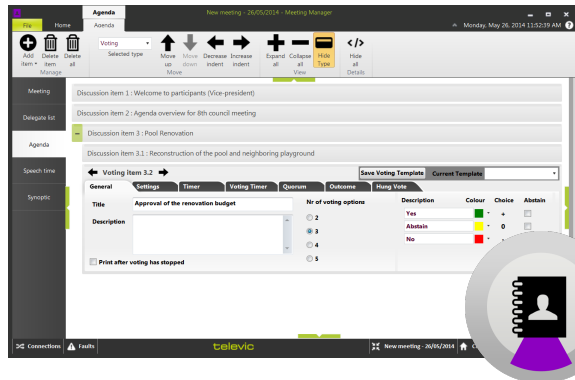 Agenda
New meeting - 26/05/2014 - Meeting Manager
File Home Agenda
Monday, May 26, 2014 11:52:39 AM
Add item Delete item Delete all
Manage
Voting
Selected type
Move up Move down Decrease indent Increase indent
Move
Expand all Collapse all Hide Type
View
</> Hide all
Details
Meeting
Delegate list
Agenda
Speech time
Synoptic
Discussion item 1 : Welcome to participants (Vice-president)
Discussion item 2 : Agenda overview for 8th council meeting
Discussion item 3 : Pool Renovation
Discussion item 3.1 : Reconstruction of the pool and neighboring playground
Voting item 3.2
Save Voting Template Current Template
General Settings Timer Voting Timer Quorum Outcome Hung Vote
Title Approval of the renovation budget
Description
Print after voting has stopped
Nr of voting options
2
3
4
5
Description Colour Choice Abstain
Yes +
Abstain 0
No -
Connections Faults televic New meeting - 26/05/2014